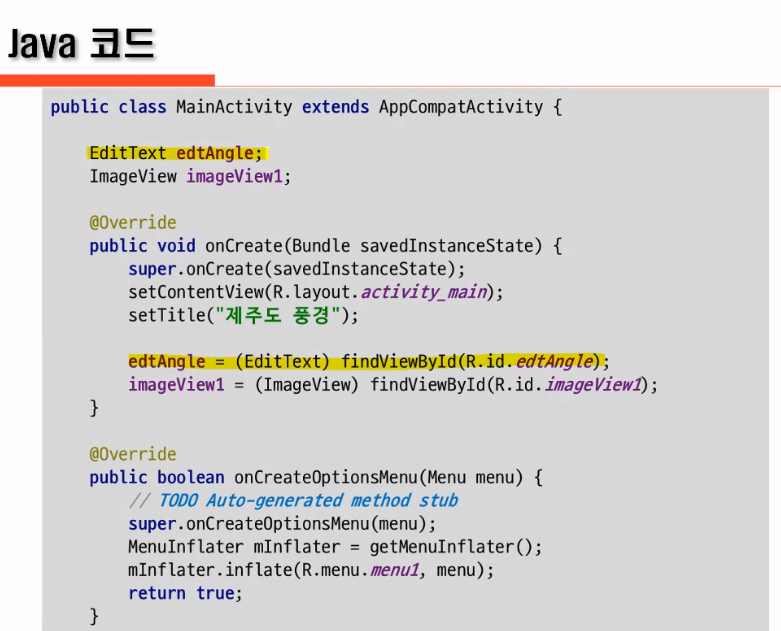 Java 코드
public class MainActivity extends AppCompatActivity {
EditText edtAngle;
ImageView imageView1;
@Override
public void onCreate(Bundle savedInstanceState) {
super.onCreate(savedInstanceState);
setContentView(R.layout.activity_main);
setTitle("제주도 풍경");
edtAngle = (EditText) findViewById(R.id.edtAngle);
imageView1 = (ImageView) findViewById(R.id.imageView1);
}
@Override
public boolean onCreateOptionsMenu(Menu menu) {
// TODO Auto-generated method stub
super.onCreateOptionsMenu(menu);
MenuInflater mInflater = getMenuInflater();
mInflater.inflate(R.menu.menu1, menu);
return true;
}